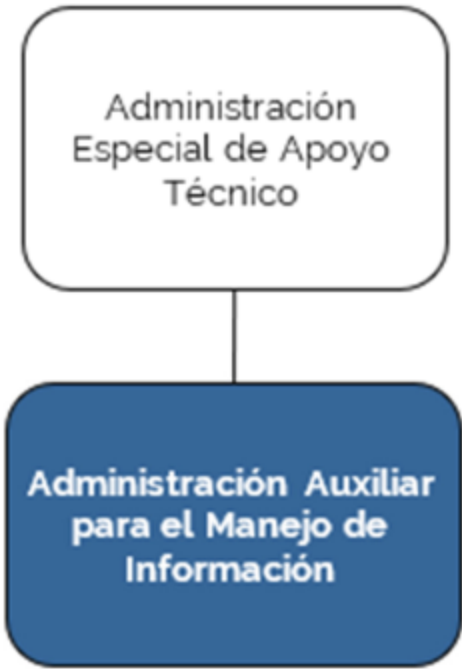 Administración
Especial de Apoyo
Técnico
Administración Auxiliar
para el Manejo de
Información